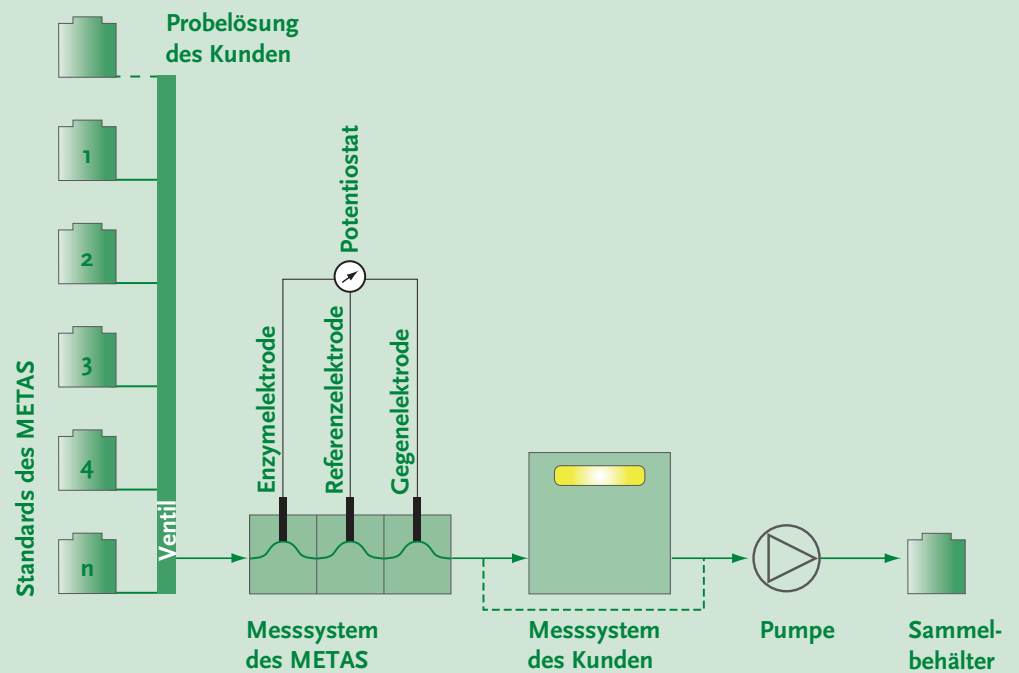 Probelösung
des Kunden
1
2
3
4
n
Standards des METAS
Ventil
Potentiostat
Enzymelektrode
Referenzelektrode
Gegenelektrode
Messsystem
des METAS
Messsystem
des Kunden
Pumpe
Sammel-
behälter